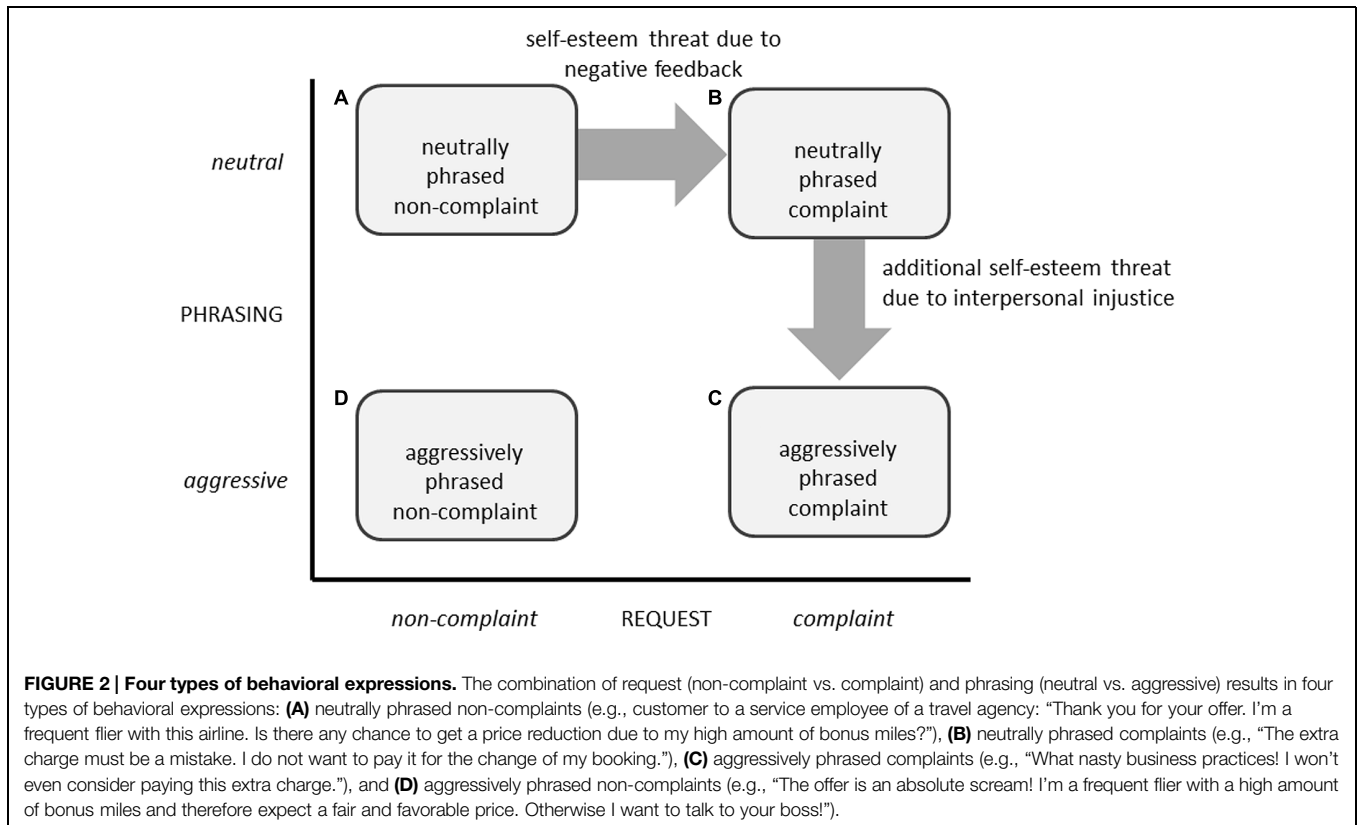 self-esteem threat due to
negative feedback
A
B
neutral
neutrally
phrased
non-complaint
neutrally
phrased
complaint
additional self-esteem threat
due to interpersonal injustice
PHRASING
D
C
aggressive
aggressively
phrased
non-complaint
aggressively
phrased
complaint
non-complaint
REQUEST
complaint
FIGURE 2 | Four types of behavioral expressions. The combination of request (non-complaint vs. complaint) and phrasing (neutral vs. aggressive) results in four
types of behavioral expressions: (A) neutrally phrased non-complaints (e.g., customer to a service employee of a travel agency: “Thank you for your offer. I’m a
frequent flier with this airline. Is there any chance to get a price reduction due to my high amount of bonus miles?”), (B) neutrally phrased complaints (e.g., “The extra
charge must be a mistake. I do not want to pay it for the change of my booking.”), (C) aggressively phrased complaints (e.g., “What nasty business practices! I won’t
even consider paying this extra charge.”), and (D) aggressively phrased non-complaints (e.g., “The offer is an absolute scream! I’m a frequent flier with a high amount
of bonus miles and therefore expect a fair and favorable price. Otherwise I want to talk to your boss!”).